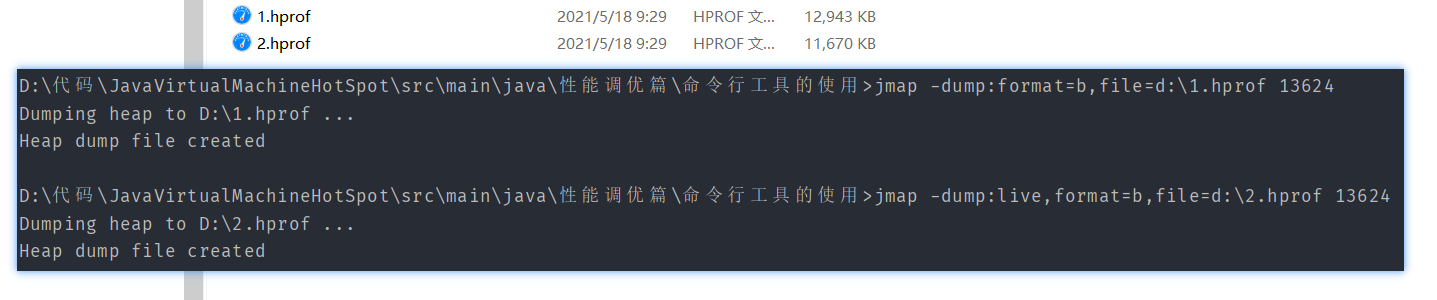 1.hprof 2021/5/18 9:29 HPROF 文... 12,943 KB
2.hprof 2021/5/18 9:29 HPROF 文... 11,670 KB
D:\代码\JavaVirtualMachineHotSpot\src\main\java\性能调优篇\命令行工具的使用>jmap -dump:format=b,file=d:\1.hprof 13624
Dumping heap to D:\1.hprof ...
Heap dump file created
D:\代码\JavaVirtualMachineHotSpot\src\main\java\性能调优篇\命令行工具的使用>jmap -dump:live,format=b,file=d:\2.hprof 13624
Dumping heap to D:\2.hprof ...
Heap dump file created